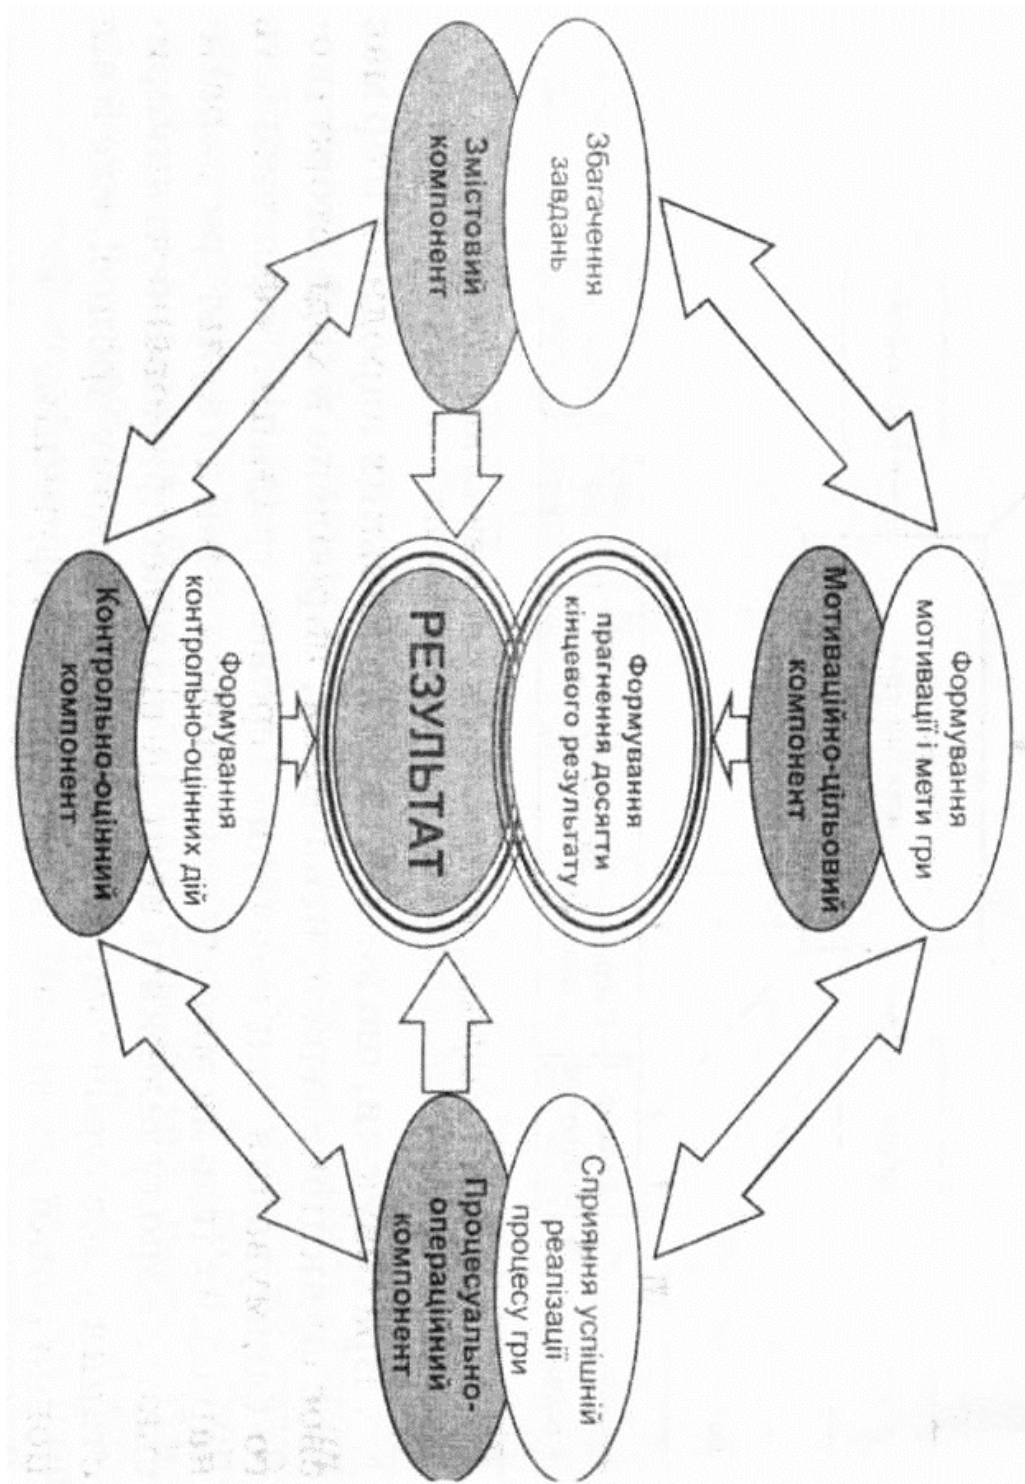 Формування
мотивації і мети гри
Мотиваційно-цільовий
компонент
Збагачення
завдань
Змістовий
компонент
Формування
прагнення досягти
кінцевого результату
РЕЗУЛЬТАТ
Сприяння успішній
реалізації
процесу гри
Процесуально-
операційний
компонент
Формування
контрольно-оцінних дій
Контрольно-оцінний
компонент